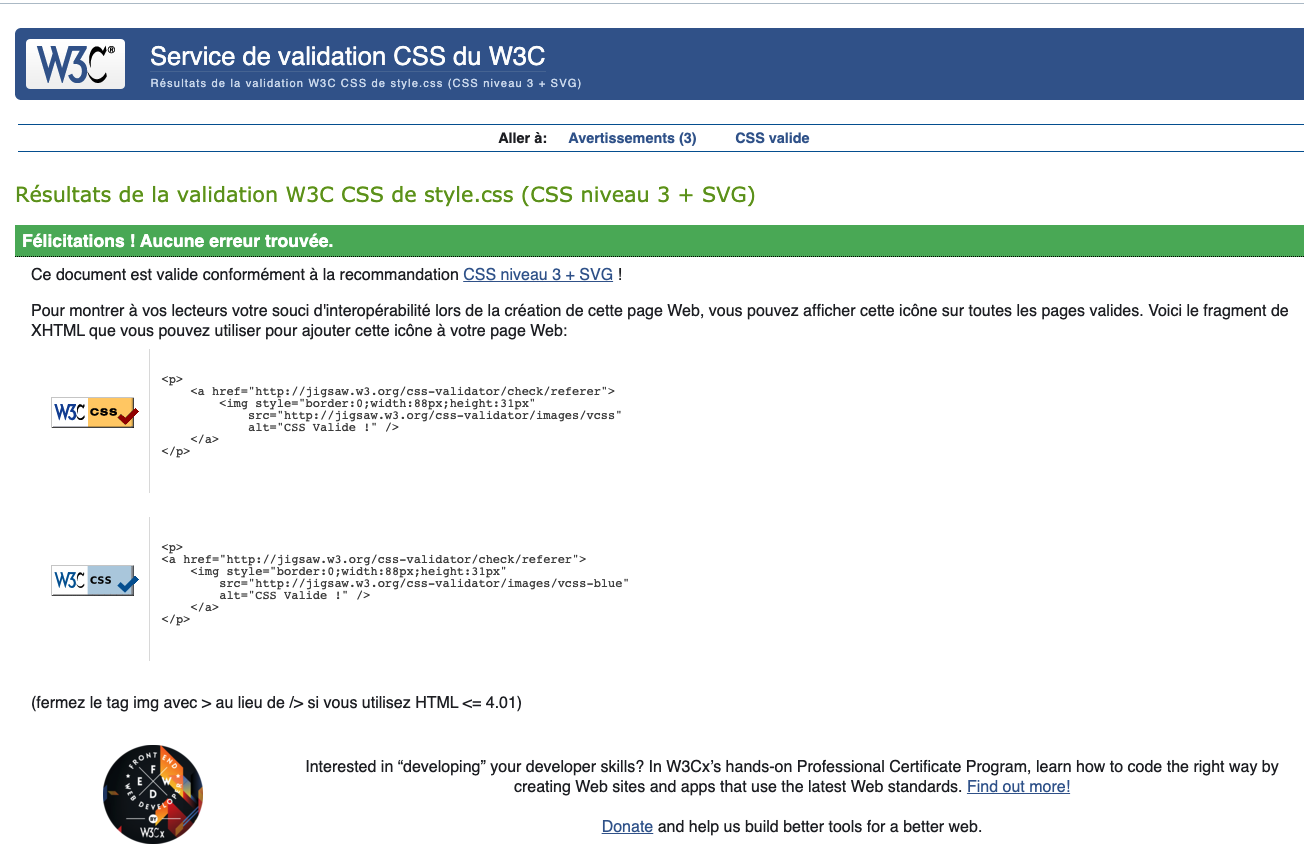 W3C®
Service de validation CSS du W3C
Résultats de la validation W3C CSS de style.css (CSS niveau 3 + SVG)
Aller à: Avertissements (3) CSS valide
Résultats de la validation W3C CSS de style.css (CSS niveau 3 + SVG)
Félicitations ! Aucune erreur trouvée.
Ce document est valide conformément à la recommandation CSS niveau 3 + SVG !
Pour montrer à vos lecteurs votre souci d'interopérabilité lors de la création de cette page Web, vous pouvez afficher cette icône sur toutes les pages valides. Voici le fragment de
XHTML que vous pouvez utiliser pour ajouter cette icône à votre page Web:
W3C css
<p>
<a href="http://jigsaw.w3.org/css-validator/check/referer">
<img style="border:0;width:88px;height:31px"
src="http://jigsaw.w3.org/css-validator/images/vcss"
alt="CSS Valide !" />
</a>
</p>
W3C css
<p>
<a href="http://jigsaw.w3.org/css-validator/check/referer">
<img style="border:0;width:88px;height:31px"
src="http://jigsaw.w3.org/css-validator/images/vcss-blue"
alt="CSS Valide !" />
</a>
</p>
(fermez le tag img avec > au lieu de /> si vous utilisez HTML <= 4.01)
FRONT END
F E W D
WEB DEVELOPER
BY
W3Cx
Interested in “developing” your developer skills? In W3Cx’s hands-on Professional Certificate Program, learn how to code the right way by
creating Web sites and apps that use the latest Web standards. Find out more!
Donate and help us build better tools for a better web.